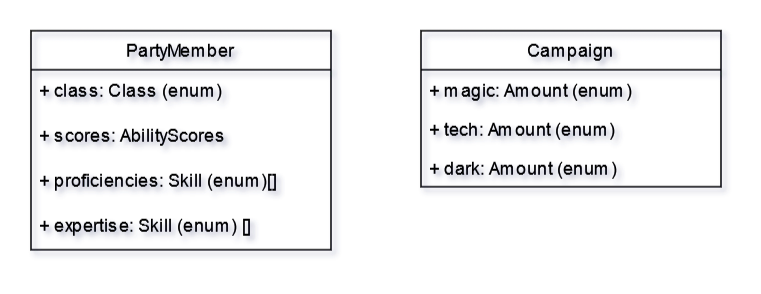 PartyMember
+ class: Class (enum)
+ scores: AbilityScores
+ proficiencies: Skill (enum)[]
+ expertise: Skill (enum) []
Campaign
+ magic: Amount (enum)
+ tech: Amount (enum)
+ dark: Amount (enum)